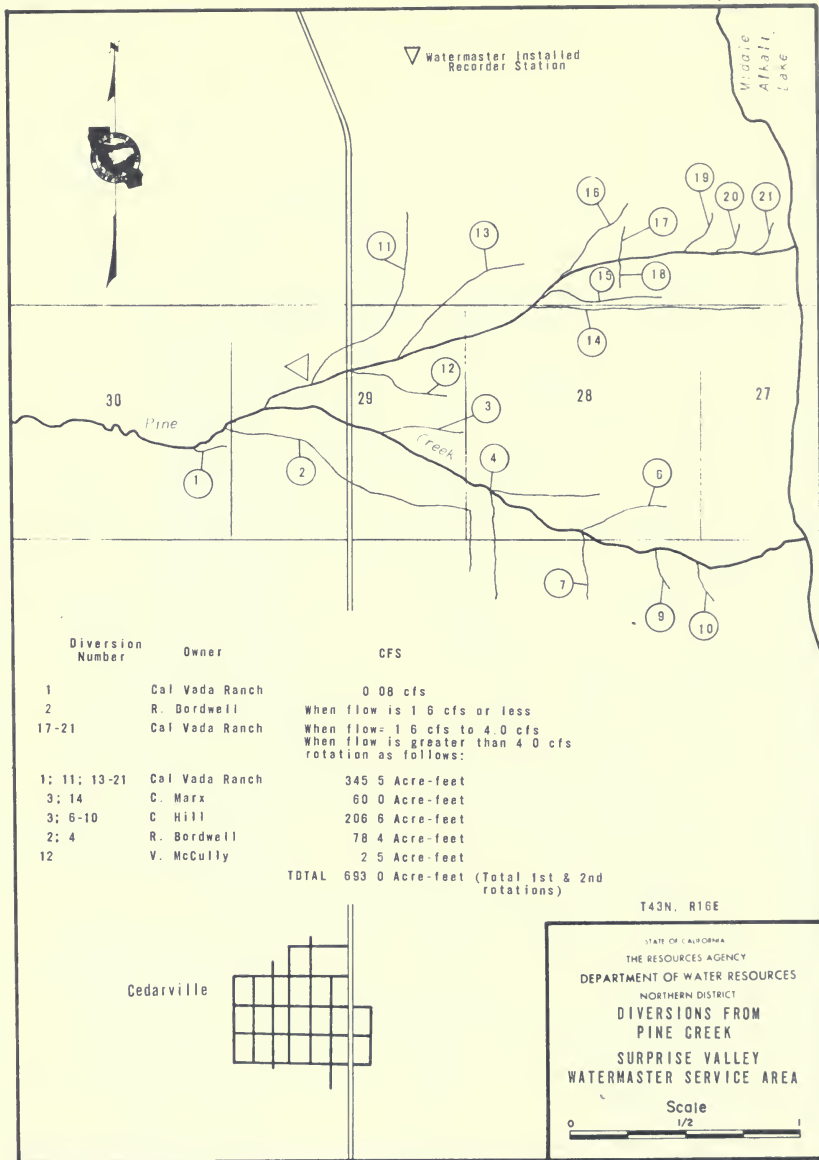 Watermaster Installed
Recorder Station
Middle
Alkali
Lake
19
20
21
16
17
11
13
15
18
14
12
30
29
28
27
Pine
Creek
3
4
1
2
6
7
9
10
Diversion Number Owner CFS
1 Cal Vada Ranch 0 08 cfs
2 R. Bordwell When flow is 1 6 cfs or less
17-21 Cal Vada Ranch When flow= 1 6 cfs to 4.0 cfs
When flow is greater than 4 0 cfs
rotation as follows:
1; 11; 13-21 Cal Vada Ranch 345 5 Acre-feet
3; 14 C. Marx 60 0 Acre-feet
3; 6-10 C Hill 206 6 Acre-feet
2; 4 R. Bordwell 78 4 Acre-feet
12 V. McCully 2 5 Acre-feet
TOTAL 693 0 Acre-feet (Total 1st & 2nd
rotations)
T43N. R16E
Cedarville
STATE OF CALIFORNIA
THE RESOURCES AGENCY
DEPARTMENT OF WATER RESOURCES
NORTHERN DISTRICT
DIVERSIONS FROM
PINE CREEK
SURPRISE VALLEY
WATERMASTER SERVICE AREA
Scale
0 1/2 1